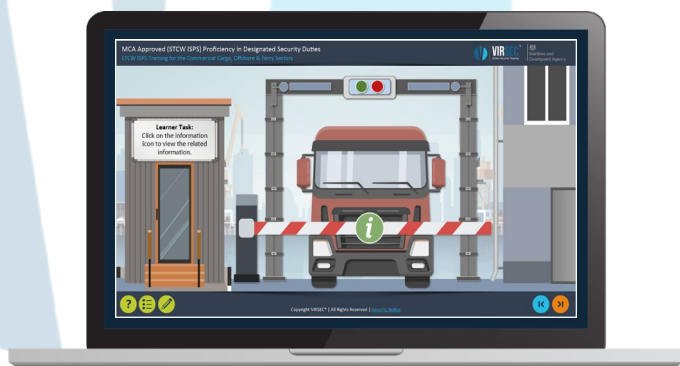 MCA Approved (STCW ISPS) Proficiency in Designated Security Duties
STCW ISPS Training for the Commerical Cargo, Offshore & Ferry Sectors
VIRSEC®
Maritime and
Coastguard Agency
Learner Task:
Click on the information
Icon to view the related
information.
i
?
Copyright VIRSEC® | All Rights Reserved | Security Notice